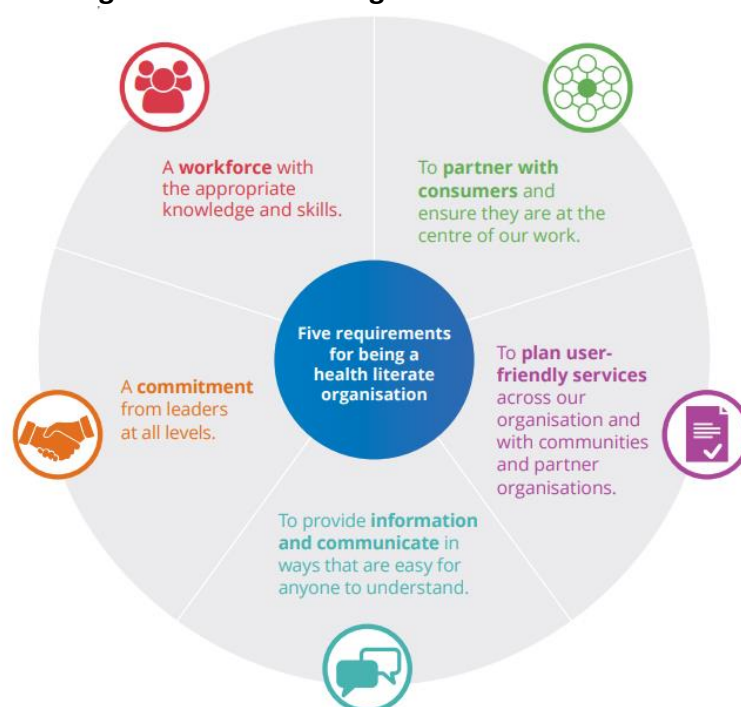 A workforce with
the appropriate
knowledge and skills.
To partner with
consumers and
ensure they are at the
centre of our work.
Five requirements
for being a
health literate
organisation
To plan user-
friendly services
across our
organisation and
with communities
and partner
organisations.
A commitment
from leaders
at all levels.
To provide information
and communicate in
ways that are easy for
anyone to understand.